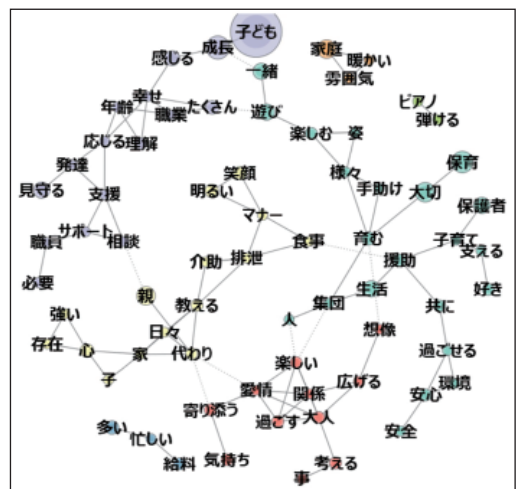 子ども
成長
家庭
感じる
暖かい
一緒
雰囲気
幸せ
年齢
たくさん
ピアノ
職業
遊び
弾ける
楽しむ
姿
応じる
理解
発達
笑顔
様々
保育
見守る
支援
明るい
手助け
大切
マナー
保護者
サポート
職員
相談
食事
育む
子育て
支える
介助
排泄
援助
必要
親
生活
好き
教える
集団
共に
強い
人
日々
想像
存在
心
家
代わり
過ごせる
楽しい
子
愛情
関係
広げる
環境
安心
寄り添う
過ごす
大人
多い
忙しい
安全
給料
気持ち
考える
事